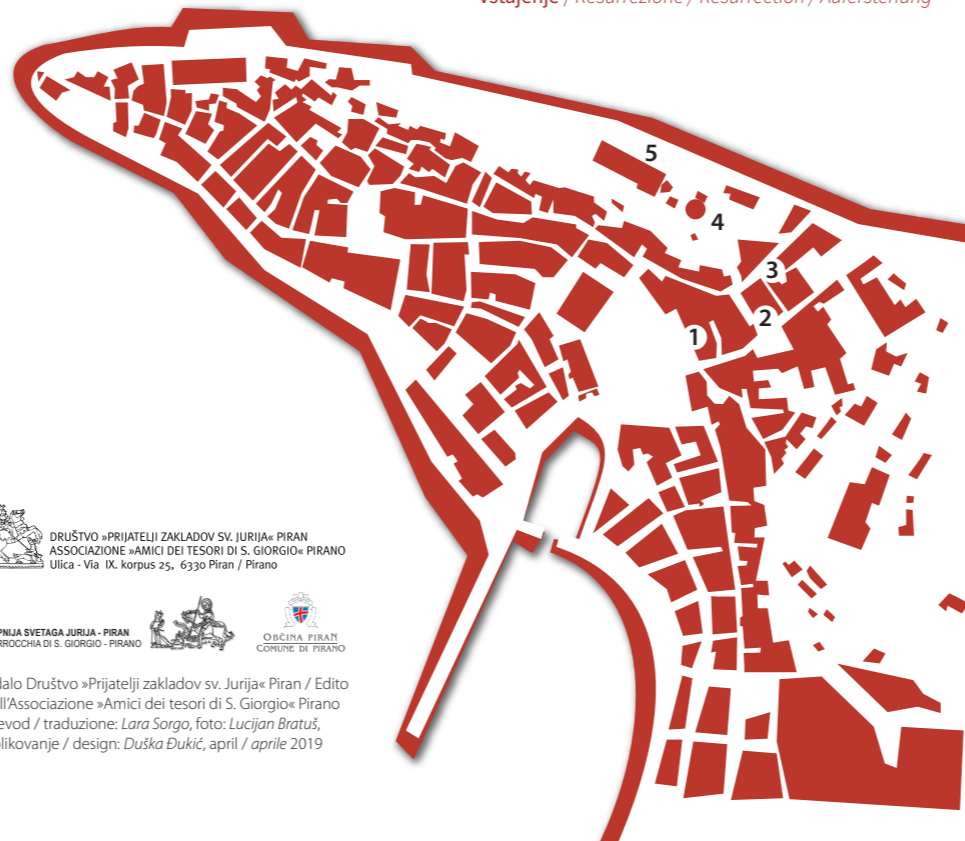 Vstajenje / Resurrezione / Resurrection / Auferstehung
5
4
3
2
1
DRUŠTVO »PRIJATELJI ZAKLADOV SV. JURIJA« PIRAN
ASSOCIAZIONE »AMICI DEI TESORI DI S. GIORGIO« PIRANO
Ulica - Via IX. korpus 25, 6330 Piran / Pirano
PNIJA SVETAGA JURIJA - PIRAN
RROCCHIA DI S. GIORGIO - PIRANO
OBČINA PIRAN
COMUNE DI PIRANO
dalo Društvo »Prijatelji zakladov sv. Jurija« Piran / Edito
ll'Associazione »Amici dei tesori di S. Giorgio« Pirano
evod / traduzione: Lara Sorgo, foto: Lucijan Bratuš,
blikovanje / design: Duška Đukić, april / aprile 2019